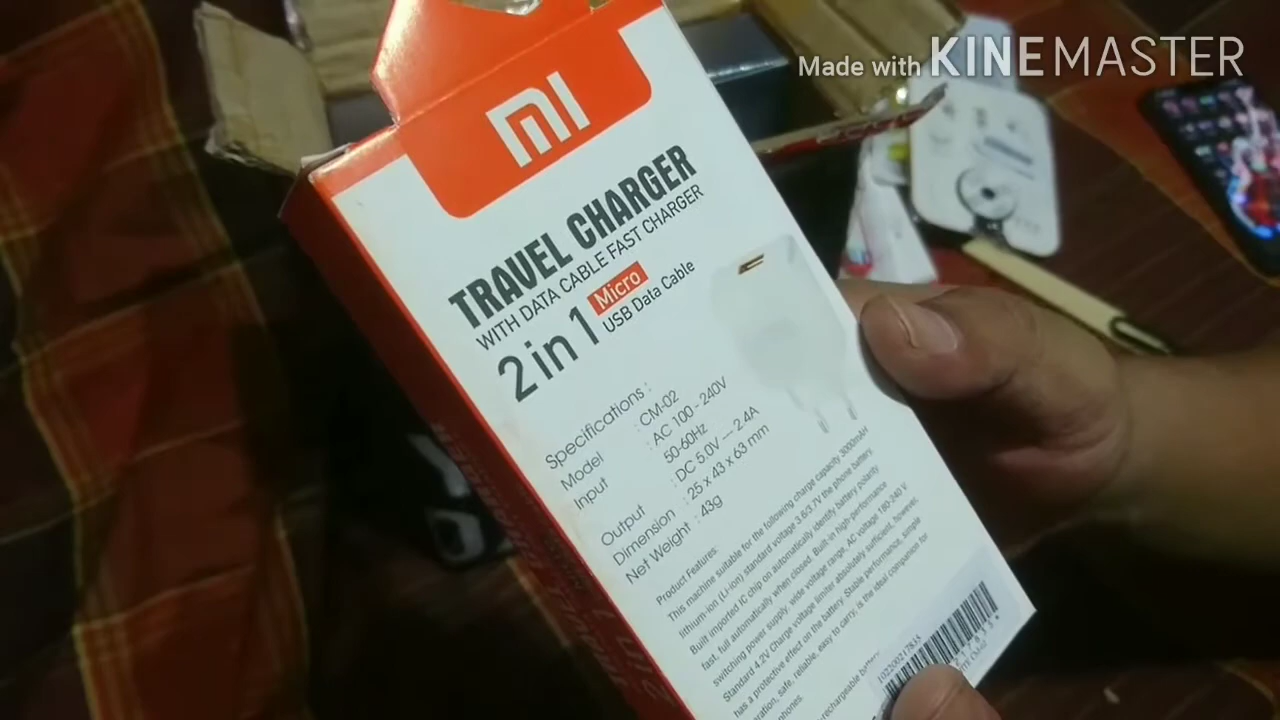 Made with KINEMASTER
MI
TRAVEL CHARGER
WITH DATA CABLE FAST CHARGER
2 in 1 Micro
USB Data Cable
Specifications :
Model : CM-02
Input : AC 100 - 240V
50-60Hz
Output : DC 5.0V --- 2.4A
Dimension : 25 x 43 x 63 mm
Net Weight : 43g
Product Features:
This machine suitable for the following charge capacity 3000mAH
lithium-ion (Li-ion) standard voltage 3.6/3.7V the phone battery.
Built imported IC chip on automatically identify battery polarity
fast, full automatically when closed. Built-in high-performance
switching power supply, wide voltage range, AC voltage 180-240 V.
Standard 4.2V Charge voltage limiter absolutely sufficient, however,
has a protective effect on the battery. Stable performance, simple
safe, reliable, easy to carry, is the ideal companion for
battery